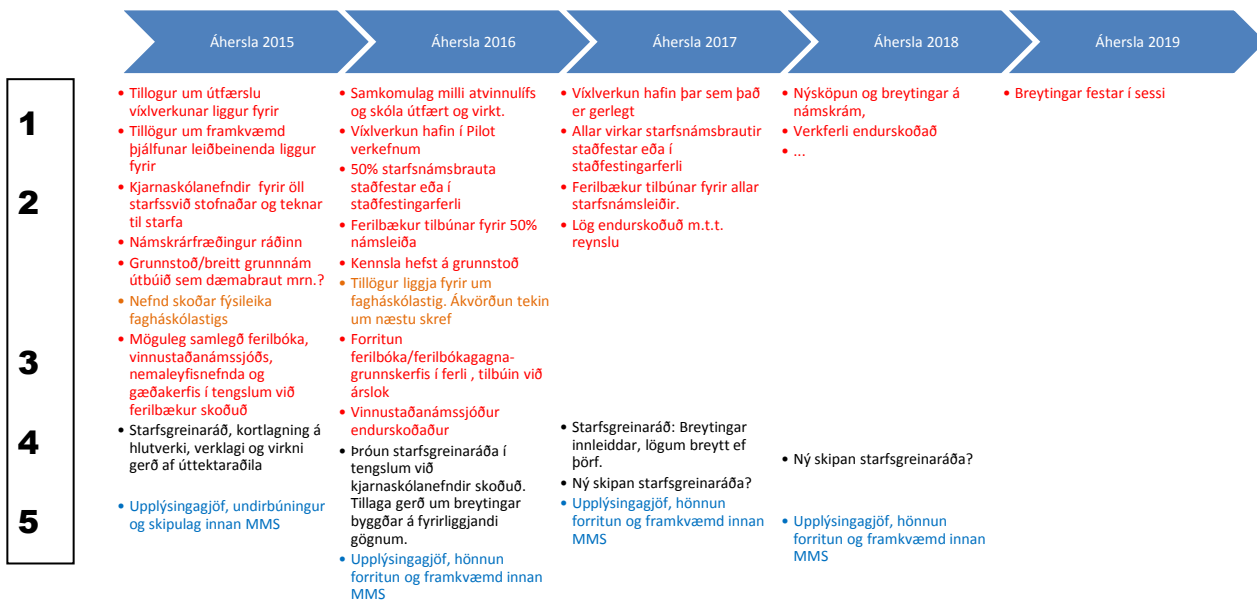 Áhersla 2015
Áhersla 2016
Áhersla 2017
Áhersla 2018
Áhersla 2019
1
2
3
4
5
• Tillogur um útfærslu
víxlverkunar liggur fyrir
• Tillögur um framkvæmd
þjálfunar leiðbeinenda liggur
fyrir
• Kjarnaskólanefndir fyrir öll
starfssvið stofnaðar og teknar
til starfa
• Námskrárfræðingur ráðinn
• Grunnstoð/breitt grunnnám
útbúið sem dæmabraut mrn.?
• Nefnd skoðar fýsileika
fagháskólastigs
• Möguleg samlegð ferilbóka,
vinnustaðanámssjóðs,
nemaleyfisnefnda og
gæðakerfis í tengslum við
ferilbækur skoðuð
• Starfsgreinaráð, kortlagning á
hlutverki, verklagi og virkni
gerð af úttektaraðila
• Upplýsingagjöf, undirbúningur
og skipulag innan MMS
• Samkomulag milli atvinnulífs
og skóla útfært og virkt.
• Víxlverkun hafin í Pilot
verkefnum
• 50% starfsnámsbrauta
staðfestar eða í
staðfestingarferli
• Ferilbækur tilbúnar fyrir 50%
námsleiða
• Kennsla hefst á grunnstoð
• Tillögur liggja fyrir um
fagháskólastig. Ákvörðun tekin
um næstu skref
• Forritun
ferilbóka/ferilbókagagna-
grunnskerfis í ferli , tilbúin við
árslok
• Vinnustaðanámssjóður
endurskoðaður
• Þróun starfsgreinaráða í
tengslum við
kjarnaskólanefndir skoðuð.
Tillaga gerð um breytingar
byggðar á fyrirliggjandi
gögnum.
• Upplýsingagjöf, hönnun
forritun og framkvæmd innan
MMS
• Víxlverkun hafin þar sem það
er gerlegt
• Allar virkar starfsnámsbrautir
staðfestar eða í
staðfestingarferli
• Ferilbækur tilbúnar fyrir allar
starfsnámsleiðir.
• Lög endurskoðuð m.t.t.
reynslu
• Starfsgreinaráð: Breytingar
innleiddar, lögum breytt ef
þörf.
• Ný skipan starfsgreinaráða?
• Upplýsingagjöf, hönnun
forritun og framkvæmd innan
MMS
• Nýsköpun og breytingar á
námskrám,
• Verkferli endurskoðað
• ...
• Ný skipan starfsgreinaráða?
• Upplýsingagjöf, hönnun
forritun og framkvæmd innan
MMS
• Breytingar festar í sessi